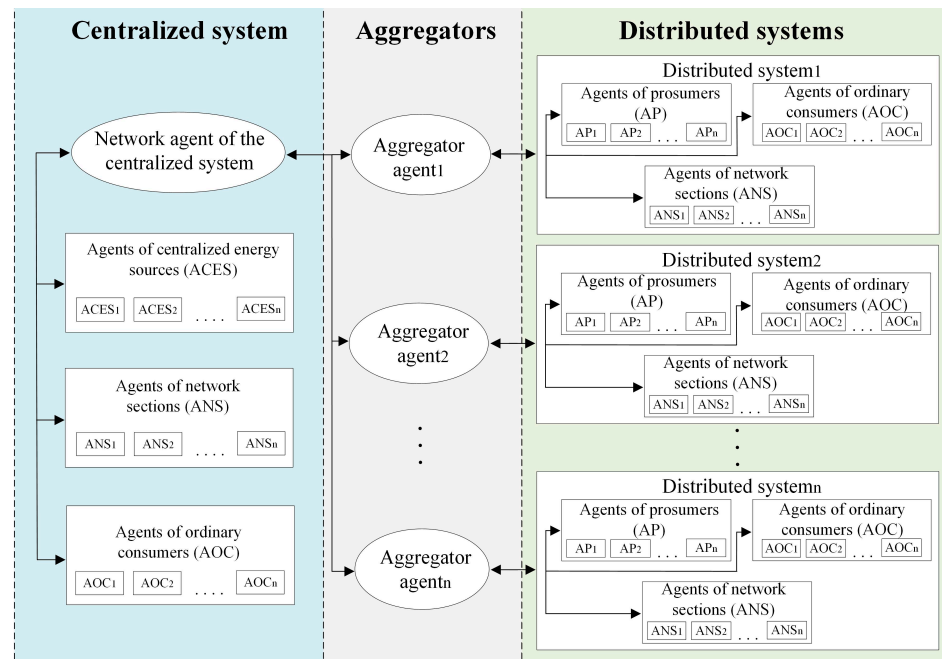 Centralized system
Aggregators
Distributed systems
Network agent of the
centralized system
Agents of centralized energy
sources (ACES)
ACES1 ACES2 . . . . ACESn
Agents of network
sections (ANS)
ANS1 ANS2 . . . . ANSn
Agents of ordinary
consumers (AOC)
AOC1 AOC2 . . . . AOCn
Aggregator
agent1
Aggregator
agent2
Aggregator
agentn
Distributed system1
Agents of prosumers
(AP)
AP1 AP2 . . . APn
Agents of ordinary
consumers (AOC)
AOC1 AOC2 . . . AOCn
Agents of network
sections (ANS)
ANS1 ANS2 . . . ANSn
Distributed system2
Agents of prosumers
(AP)
AP1 AP2 . . . APn
Agents of ordinary
consumers (AOC)
AOC1 AOC2 . . . AOCn
Agents of network
sections (ANS)
ANS1 ANS2 . . . ANSn
Distributed systemn
Agents of prosumers
(AP)
AP1 AP2 . . . APn
Agents of ordinary
consumers (AOC)
AOC1 AOC2 . . . AOCn
Agents of network
sections (ANS)
ANS1 ANS2 . . . ANSn